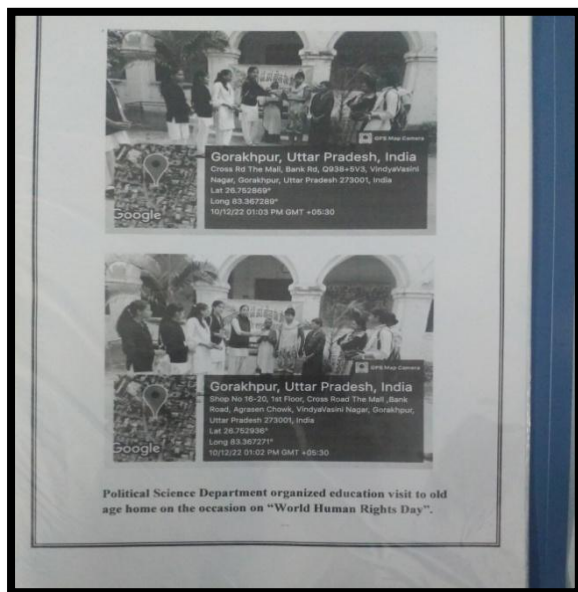 GPS Map Camera
Gorakhpur, Uttar Pradesh, India
Cross Rd The Mall, Bank Rd, Q938+5V3, VindyaVasini
Nagar, Gorakhpur, Uttar Pradesh 273001, India
Lat 26.752869°
Long 83.367289°
10/12/22 01:03 PM GMT +05:30
Google
GPS Map Camera
Gorakhpur, Uttar Pradesh, India
Shop No 16-20, 1st Floor, Cross Road The Mall ,Bank
Road, Agrasen Chowk, VindyaVasini Nagar, Gorakhpur,
Uttar Pradesh 273001, India
Lat 26.752936°
Long 83.367271°
10/12/22 01:02 PM GMT +05:30
Google
Political Science Department organized education visit to old
age home on the occasion on “World Human Rights Day”.